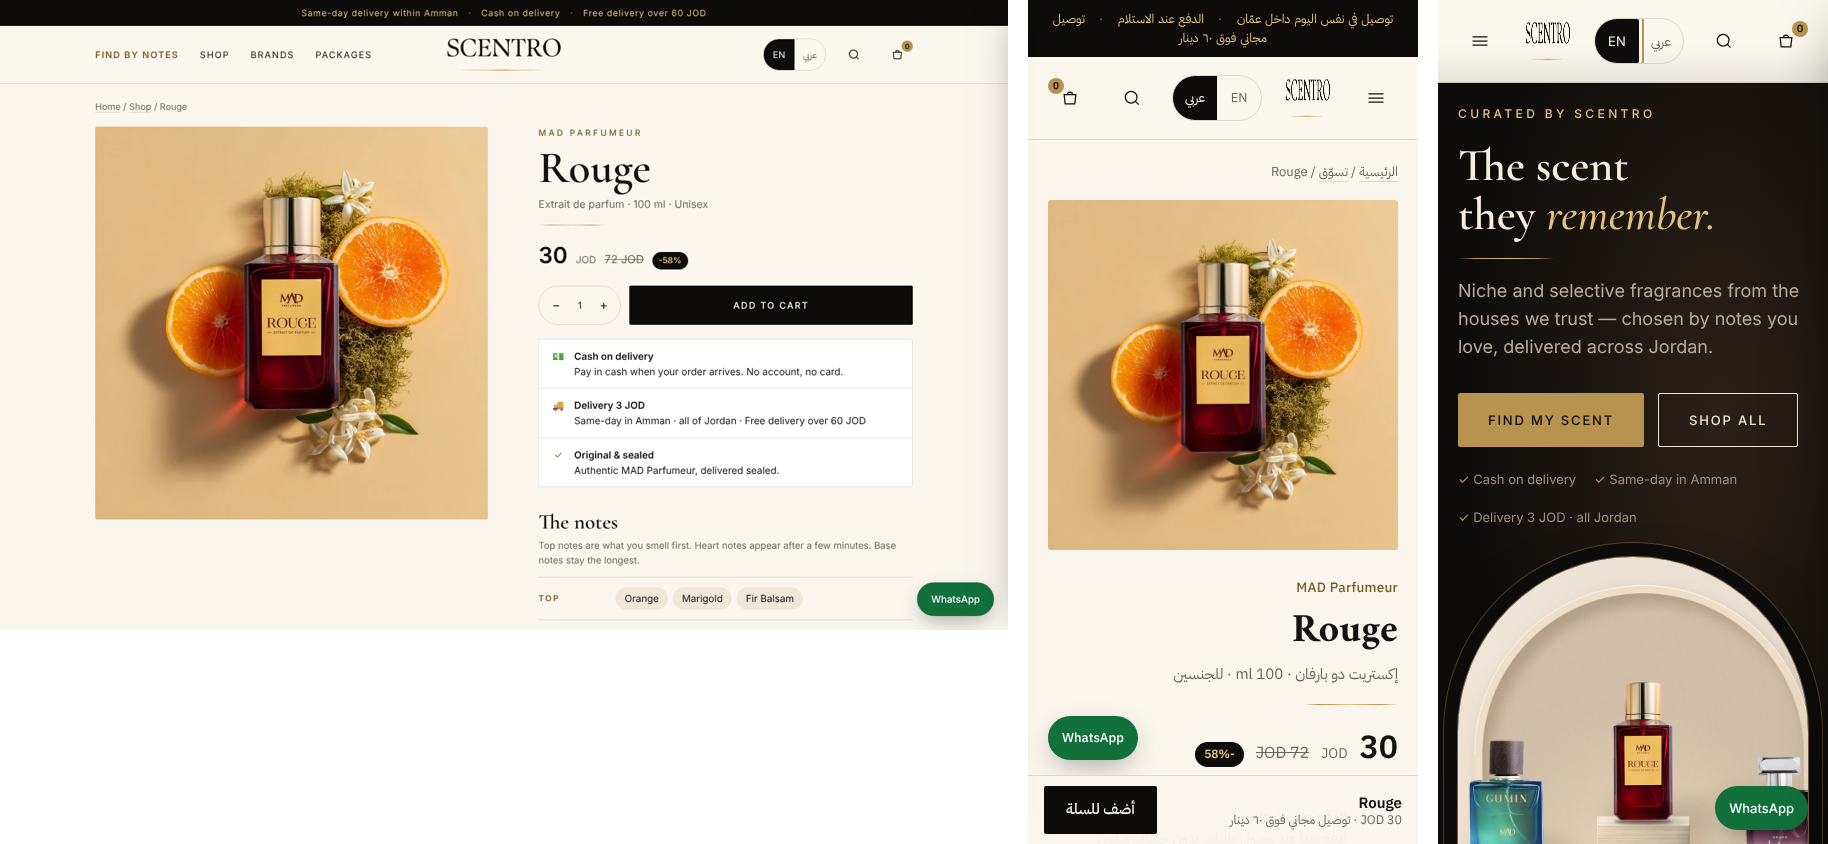 Same-day delivery within Amman · Cash on delivery · Free delivery over 60 JOD
FIND BY NOTES SHOP BRANDS PACKAGES
SCENTRO
EN عربي
0
Home / Shop / Rouge
MAD
ROUGE
MAD PARFUMEUR
Rouge
Extrait de parfum · 100 ml · Unisex
30 JOD 72 JOD -58%
− 1 +
ADD TO CART
Cash on delivery
Pay in cash when your order arrives. No account, no card.
Delivery 3 JOD
Same-day in Amman · all of Jordan · Free delivery over 60 JOD
✓ Original & sealed
Authentic MAD Parfumeur, delivered sealed.
The notes
Top notes are what you smell first. Heart notes appear after a few minutes. Base
notes stay the longest.
TOP Orange Marigold Fir Balsam
WhatsApp
توصيل في نفس اليوم داخل عمّان · الدفع عند الاستلام · توصيل
مجاني فوق ٦٠ دينار
SCENTRO
EN عربي
0
الرئيسية / تسوّق / Rouge
MAD
ROUGE
MAD Parfumeur
Rouge
إكستريت دو بارفان · 100 ml · للجنسين
30 JOD 72 JOD -58%
WhatsApp
Rouge
30 JOD · توصيل مجاني فوق ٦٠ دينار
أضف للسلة
SCENTRO
EN عربي
0
CURATED BY SCENTRO
The scent
they remember.
Niche and selective fragrances from the
houses we trust — chosen by notes you
love, delivered across Jordan.
FIND MY SCENT SHOP ALL
✓ Cash on delivery ✓ Same-day in Amman
✓ Delivery 3 JOD · all Jordan
MAD
ROUGE
GUMIN
MAD
WhatsApp